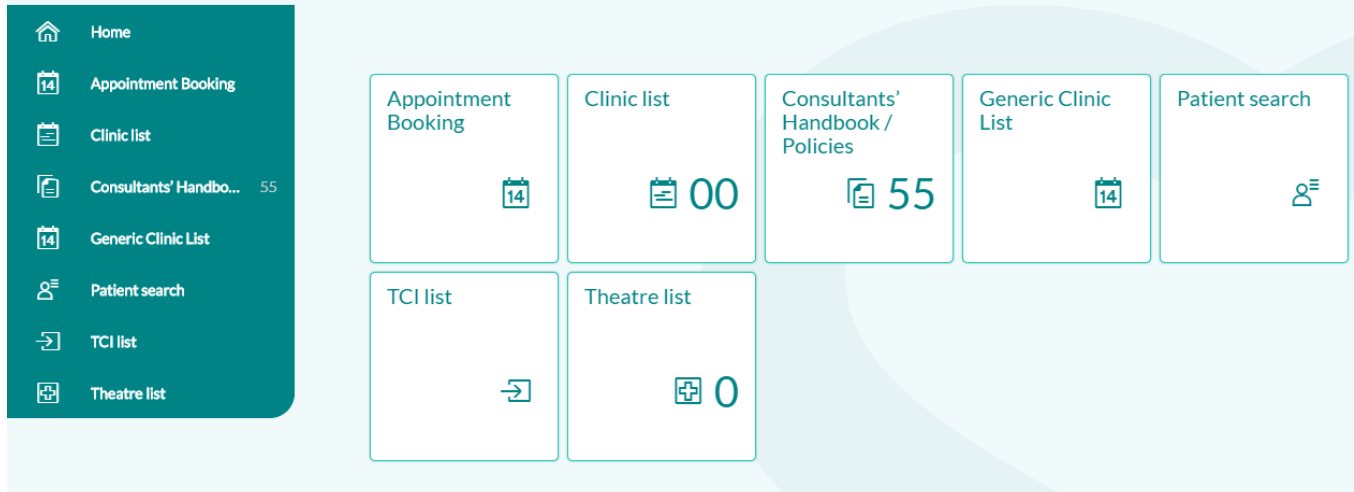 Home
14 Appointment Booking
Clinic list
Consultants' Handbo... 55
14 Generic Clinic List
Patient search
TCI list
Theatre list
Appointment
Booking
14
Clinic list
00
Consultants'
Handbook /
Policies
55
Generic Clinic
List
14
Patient search
TCI list
Theatre list
0